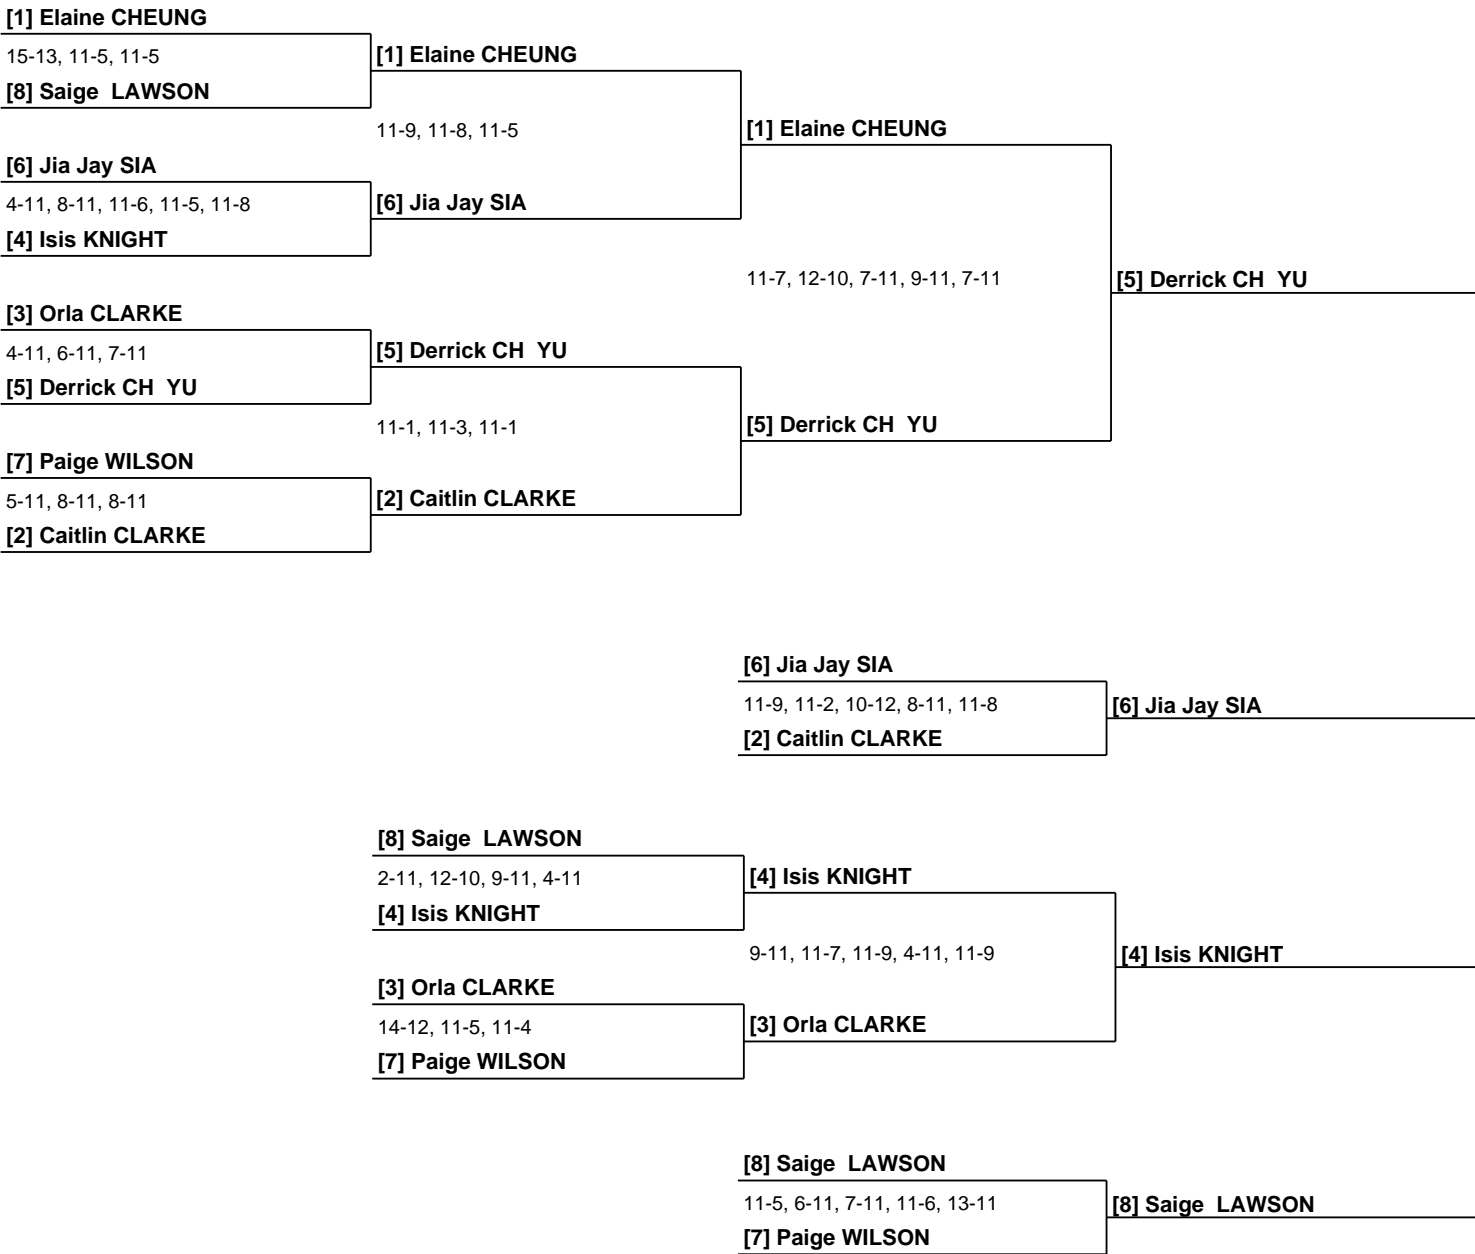 [1] Elaine CHEUNG
15-13, 11-5, 11-5
[8] Saige  LAWSON
[6] Jia Jay SIA
4-11, 8-11, 11-6, 11-5, 11-8
[4] Isis KNIGHT
[3] Orla CLARKE
4-11, 6-11, 7-11
[5] Derrick CH  YU
[7] Paige WILSON
5-11, 8-11, 8-11
[2] Caitlin CLARKE
[1] Elaine CHEUNG
11-9, 11-8, 11-5
[6] Jia Jay SIA
[5] Derrick CH  YU
11-1, 11-3, 11-1
[2] Caitlin CLARKE
[1] Elaine CHEUNG
11-7, 12-10, 7-11, 9-11, 7-11
[5] Derrick CH  YU
[5] Derrick CH  YU
[6] Jia Jay SIA
11-9, 11-2, 10-12, 8-11, 11-8
[2] Caitlin CLARKE
[6] Jia Jay SIA
[8] Saige  LAWSON
2-11, 12-10, 9-11, 4-11
[4] Isis KNIGHT
[3] Orla CLARKE
14-12, 11-5, 11-4
[7] Paige WILSON
[4] Isis KNIGHT
9-11, 11-7, 11-9, 4-11, 11-9
[3] Orla CLARKE
[4] Isis KNIGHT
[8] Saige  LAWSON
11-5, 6-11, 7-11, 11-6, 13-11
[7] Paige WILSON
[8] Saige  LAWSON